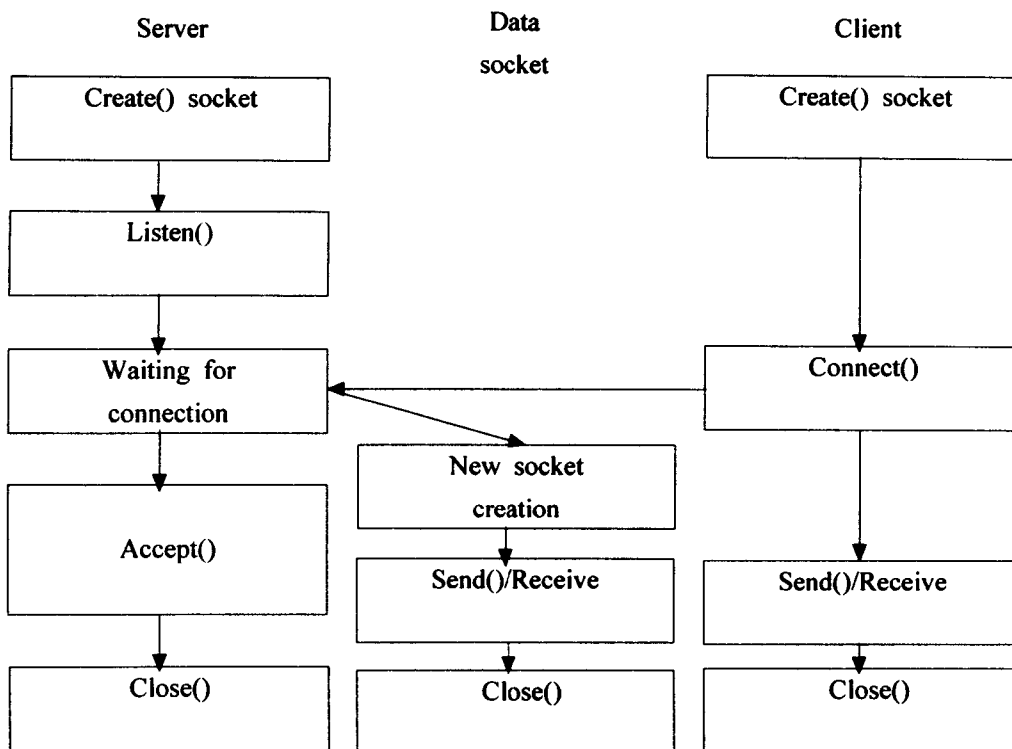 Server
Data
socket
Client
Create() socket
Create() socket
Listen()
Waiting for
connection
Connect()
New socket
creation
Accept()
Send()/Receive
Send()/Receive
Close()
Close()
Close()